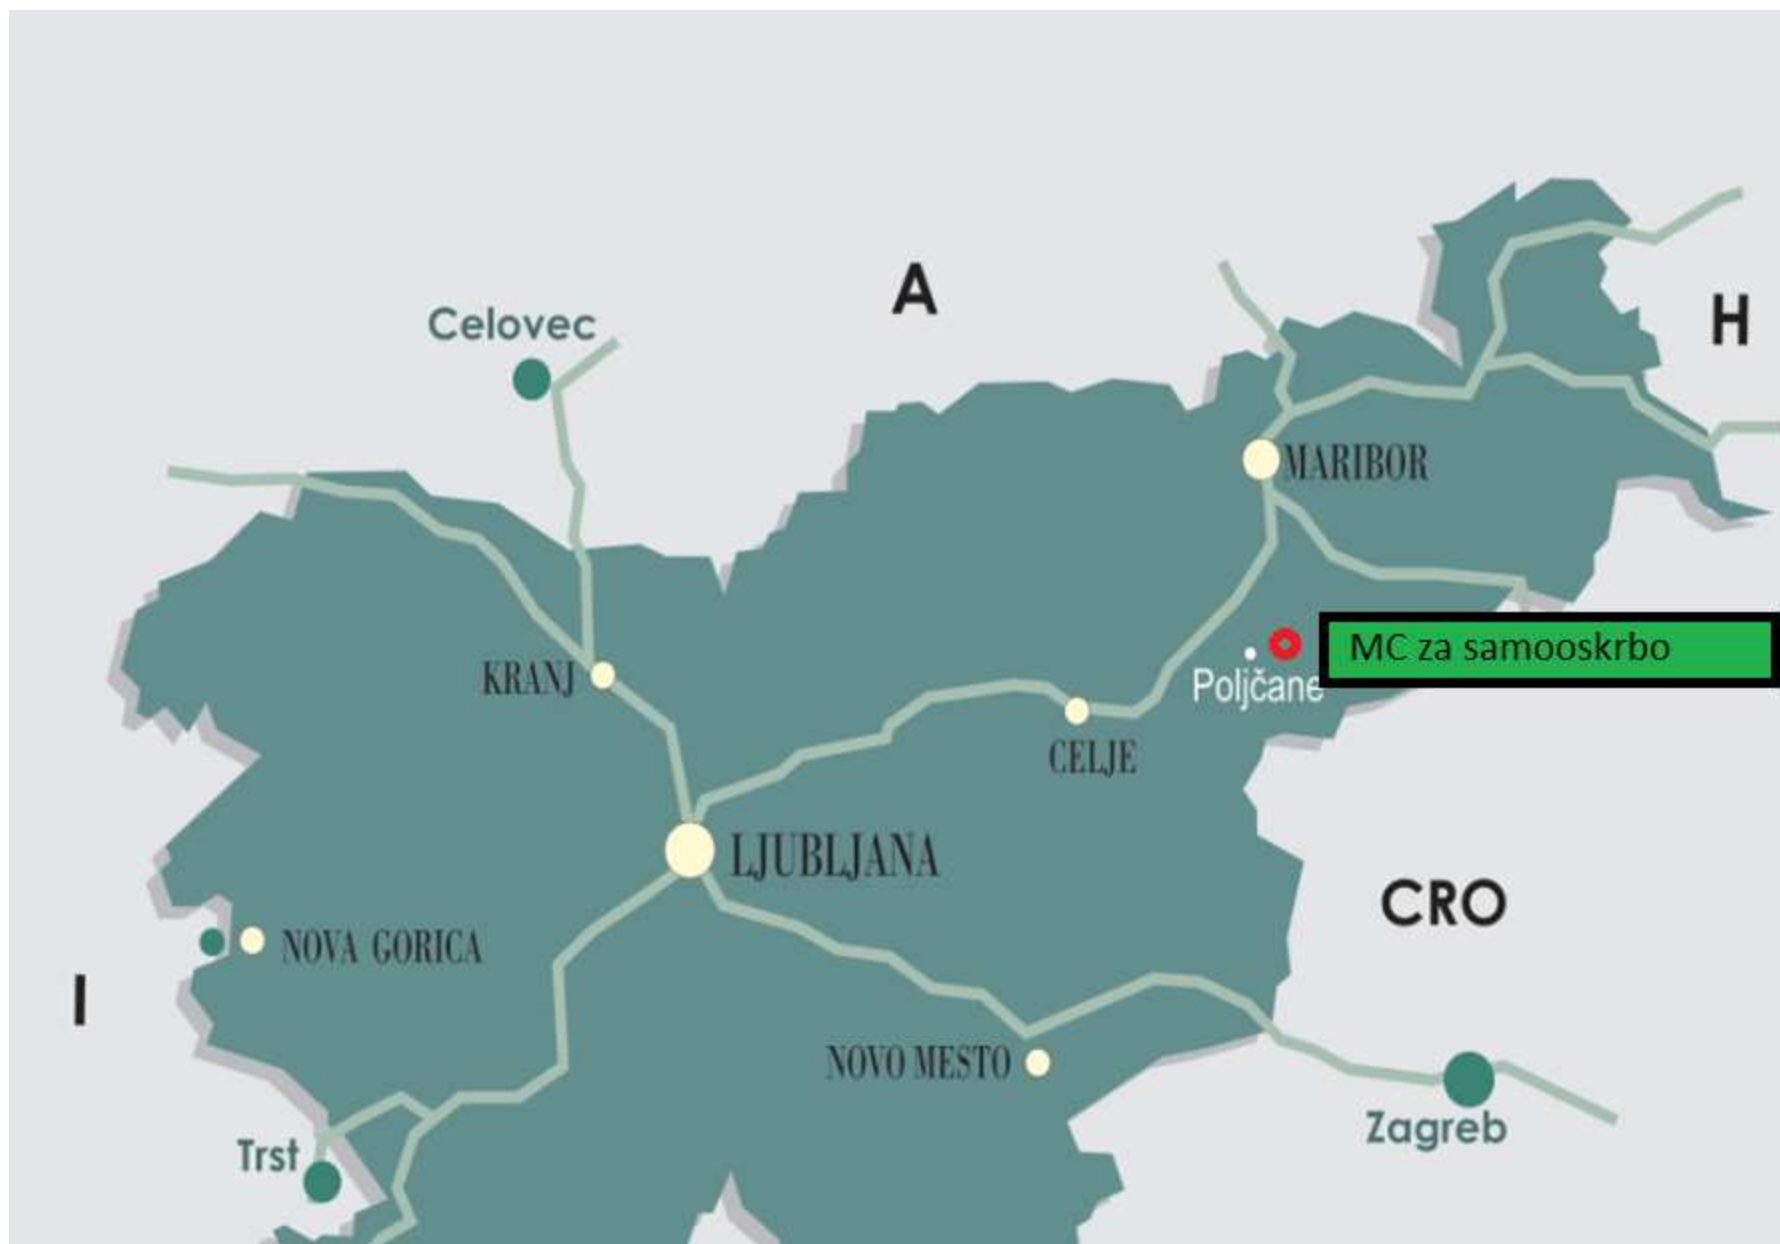 A
H
Celovec
MARIBOR
MC za samooskrbo
Poljčane
KRANJ
CELJE
LJUBLJANA
CRO
NOVA GORICA
I
NOVO MESTO
Zagreb
Trst